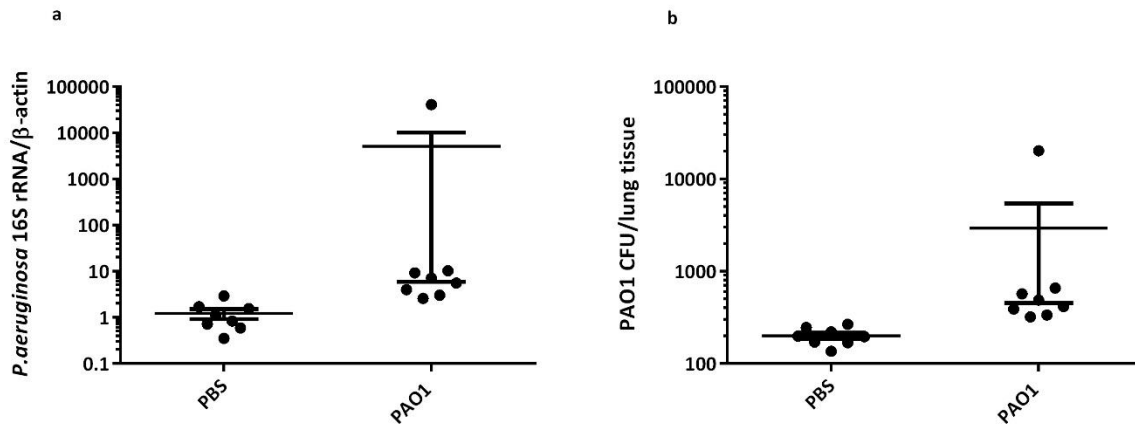 a
P.aeruginosa 16S rRNA/β-actin
100000
10000
1000
100
10
1
0.1
PBS
PAO1
b
PAO1 CFU/lung tissue
100000
10000
1000
100
PBS
PAO1